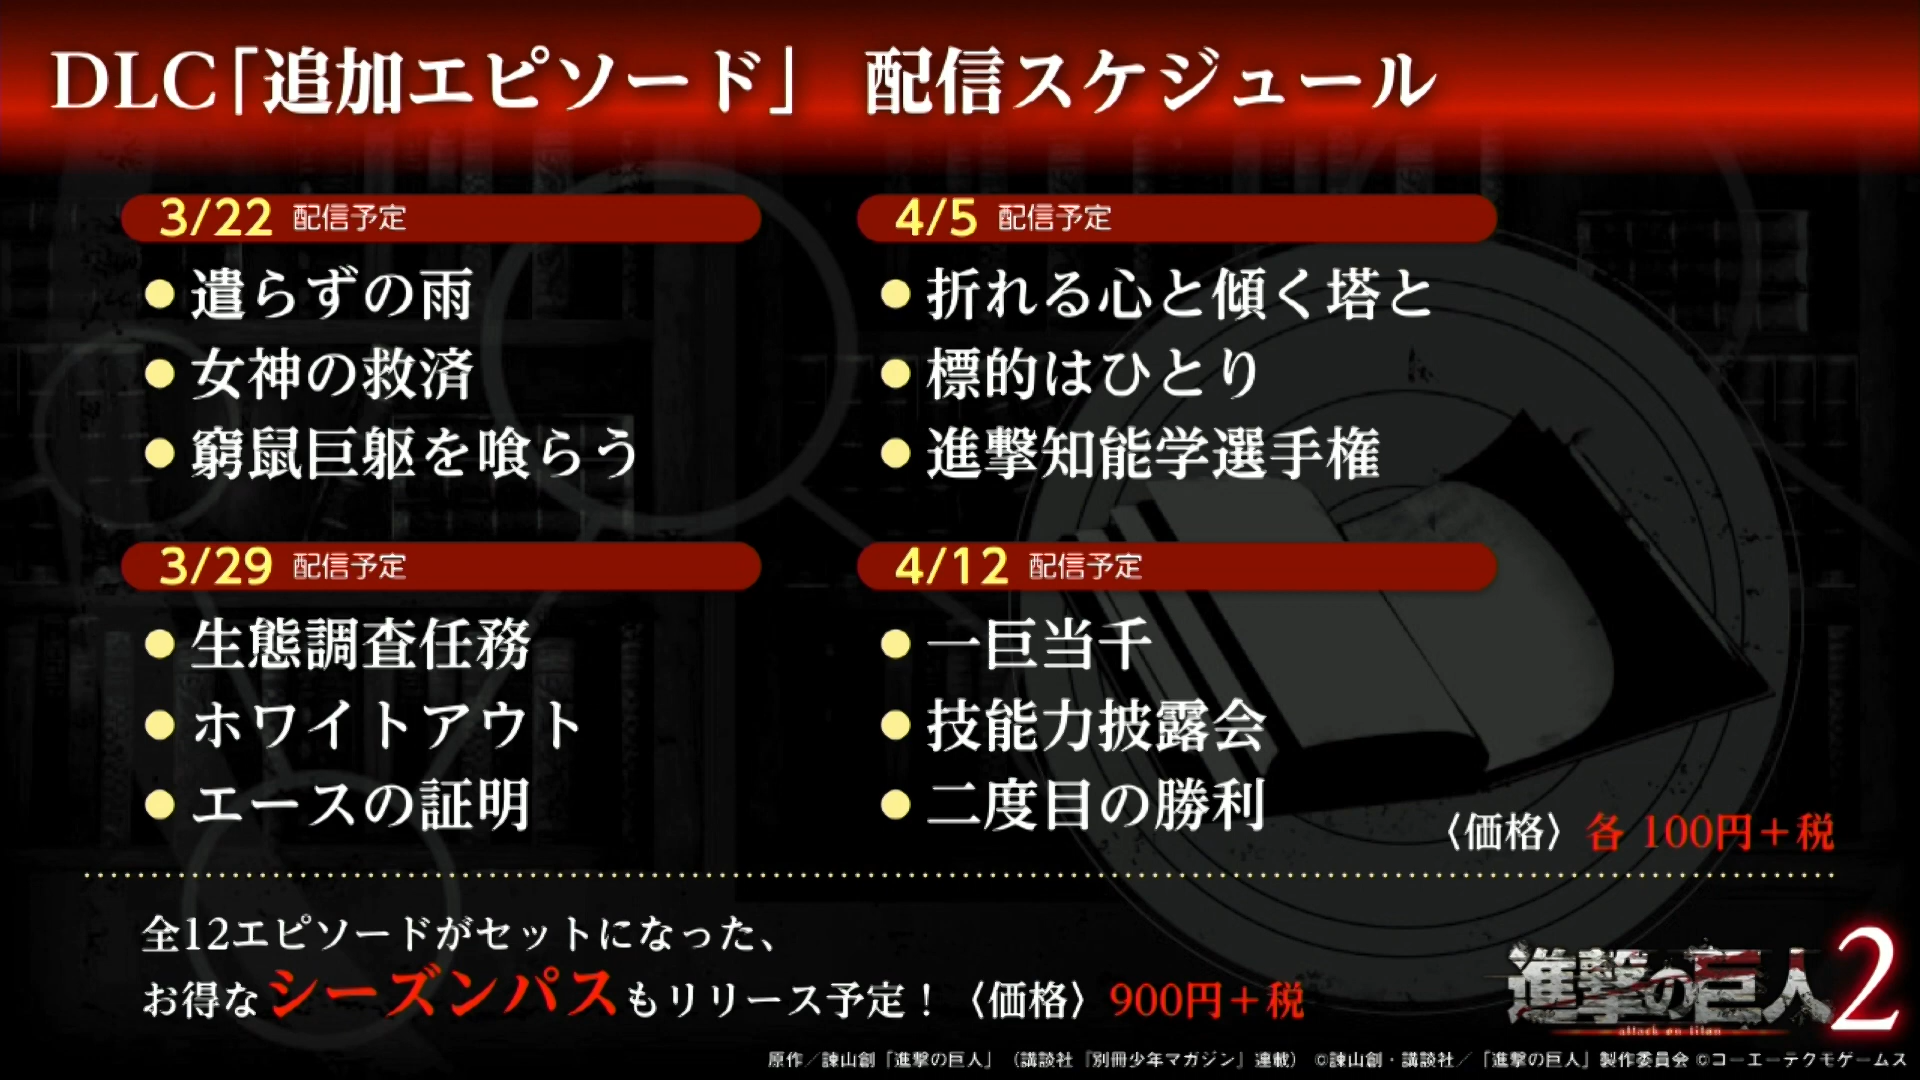 DLC「追加エピソード」 配信スケジュール
3/22 配信予定
● 遣らずの雨
● 女神の救済
● 窮鼠巨躯を喰らう
3/29 配信予定
● 生態調査任務
● ホワイトアウト
● エースの証明
4/5 配信予定
● 折れる心と傾く塔と
● 標的はひとり
● 進撃知能学選手権
4/12 配信予定
● 一巨当千
● 技能力披露会
● 二度目の勝利
〈価格〉各 100円＋税
全12エピソードがセットになった、
お得なシーズンパスもリリース予定！〈価格〉900円＋税
進撃の巨人2
attack on titan
原作／諫山創「進撃の巨人」（講談社『別冊少年マガジン』連載） ©諫山創・講談社／「進撃の巨人」製作委員会 ©コーエーテクモゲームス